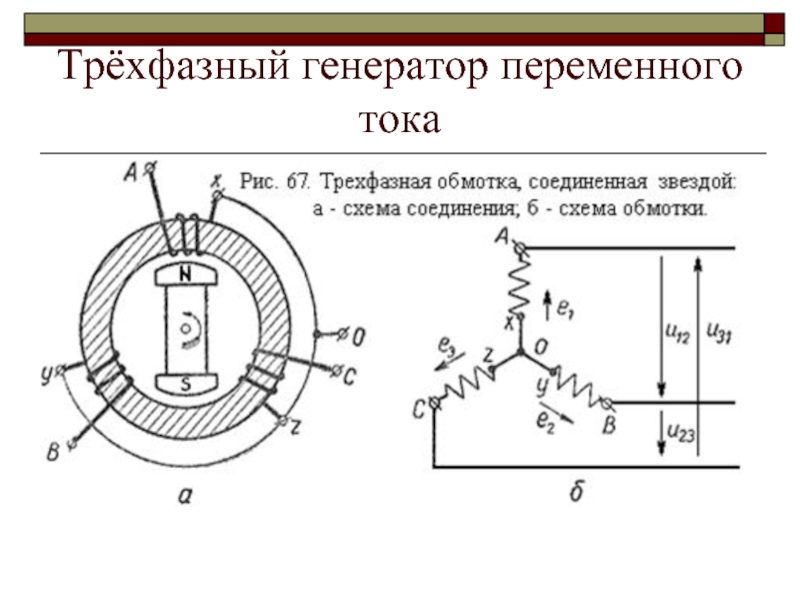 Трёхфазный генератор переменного
тока
Рис. 67. Трехфазная обмотка, соединенная звездой:
а - схема соединения; б - схема обмотки.
A
x
N
S
O
C
y
z
B
а
A
x
e₁
e₃
z
O
y
C
e₂
B
u₁₂
u₃₁
u₂₃
б